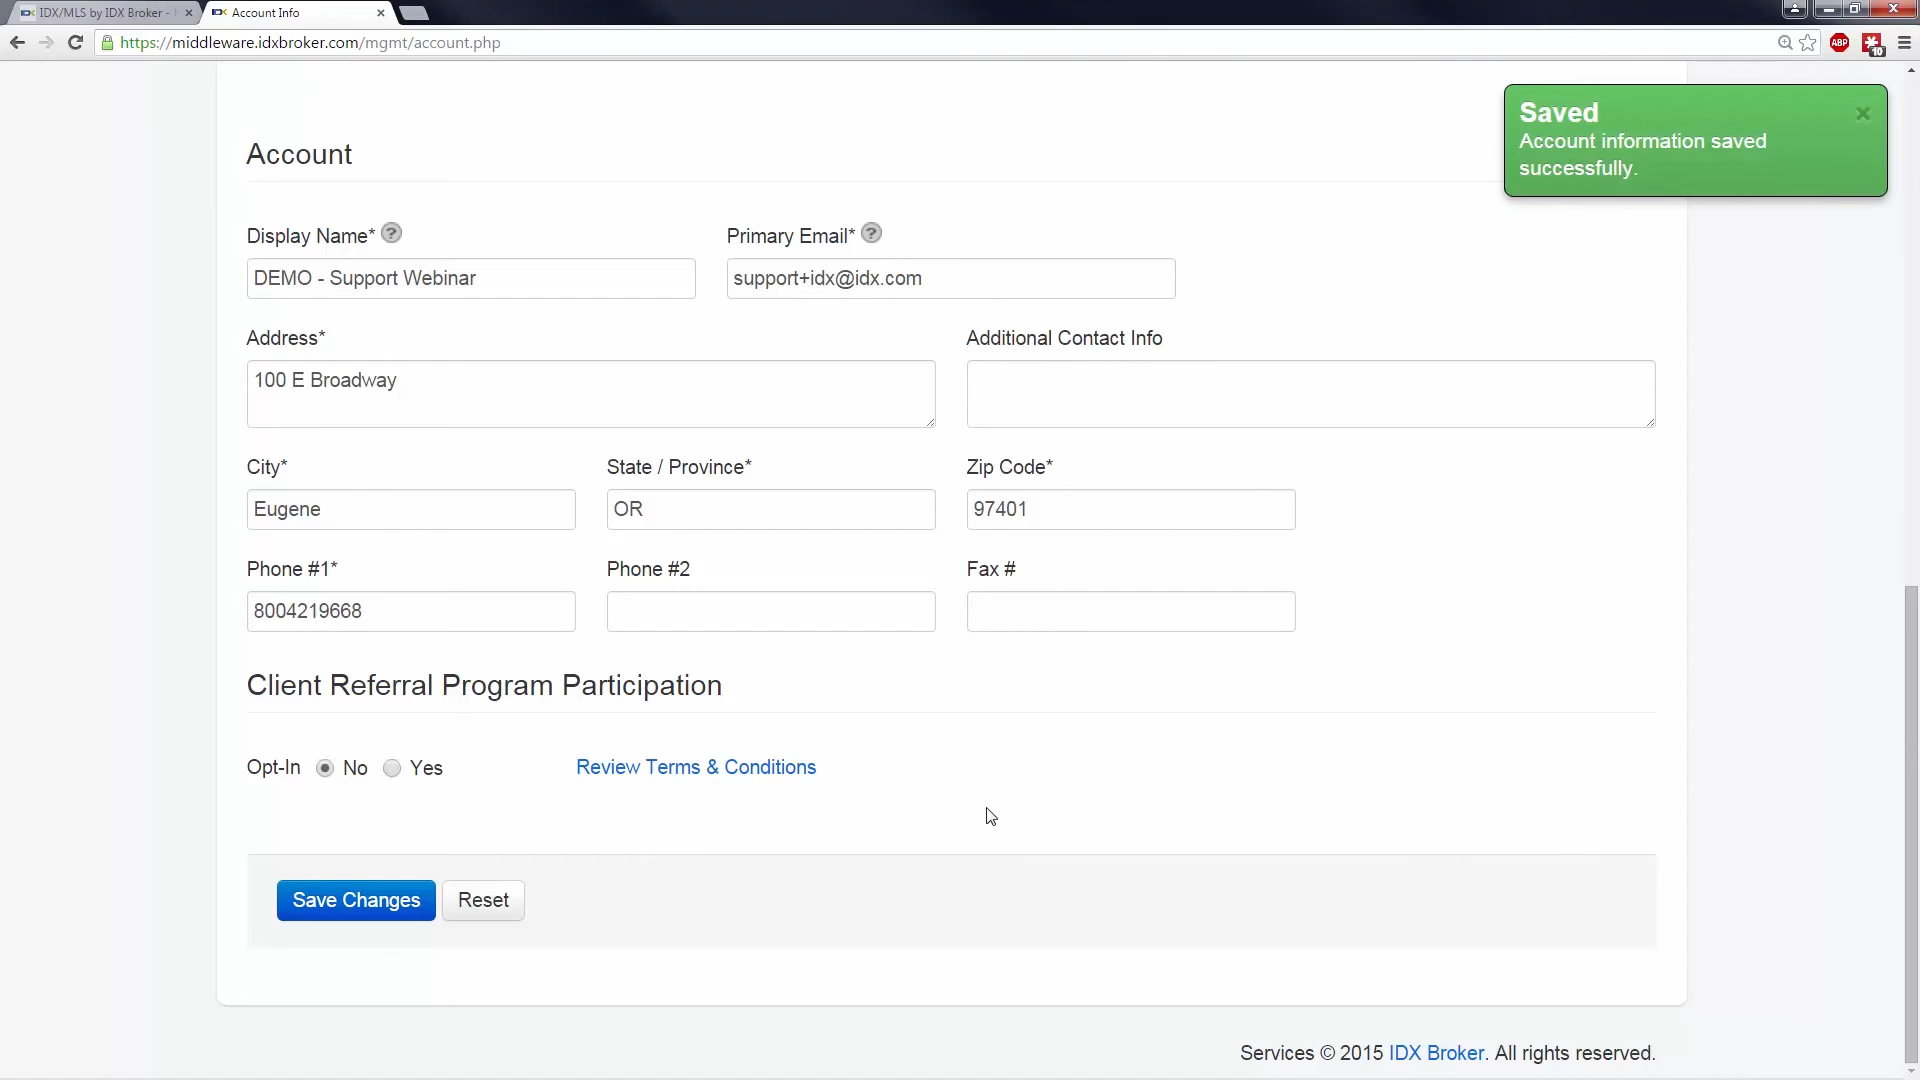 IDX/MLS by IDX Broker -
Account Info
https://middleware.idxbroker.com/mgmt/account.php
ABP
10
Saved
Account information saved
successfully.
Account
Display Name* ?
Primary Email* ?
DEMO - Support Webinar
support+idx@idx.com
Address*
Additional Contact Info
100 E Broadway
City*
State / Province*
Zip Code*
Eugene
OR
97401
Phone #1*
Phone #2
Fax #
8004219668
Client Referral Program Participation
Opt-In No Yes
Review Terms & Conditions
Save Changes
Reset
Services © 2015 IDX Broker. All rights reserved.